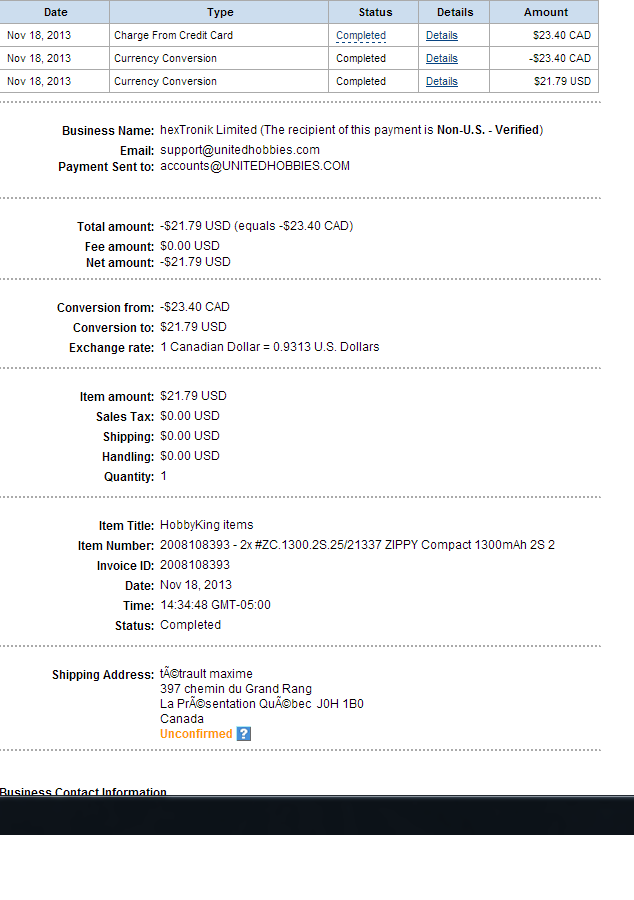 Date Type Status Details Amount
Nov 18, 2013 Charge From Credit Card Completed Details $23.40 CAD
Nov 18, 2013 Currency Conversion Completed Details -$23.40 CAD
Nov 18, 2013 Currency Conversion Completed Details $21.79 USD
Business Name: hexTronik Limited (The recipient of this payment is Non-U.S. - Verified)
Email: support@unitedhobbies.com
Payment Sent to: accounts@UNITEDHOBBIES.COM
Total amount: -$21.79 USD (equals -$23.40 CAD)
Fee amount: $0.00 USD
Net amount: -$21.79 USD
Conversion from: -$23.40 CAD
Conversion to: $21.79 USD
Exchange rate: 1 Canadian Dollar = 0.9313 U.S. Dollars
Item amount: $21.79 USD
Sales Tax: $0.00 USD
Shipping: $0.00 USD
Handling: $0.00 USD
Quantity: 1
Item Title: HobbyKing items
Item Number: 2008108393 - 2x #ZC.1300.2S.25/21337 ZIPPY Compact 1300mAh 2S 2
Invoice ID: 2008108393
Date: Nov 18, 2013
Time: 14:34:48 GMT-05:00
Status: Completed
Shipping Address: tÃ©trault maxime
397 chemin du Grand Rang
La PrÃ©sentation QuÃ©bec J0H 1B0
Canada
Unconfirmed ?
Business Contact Information